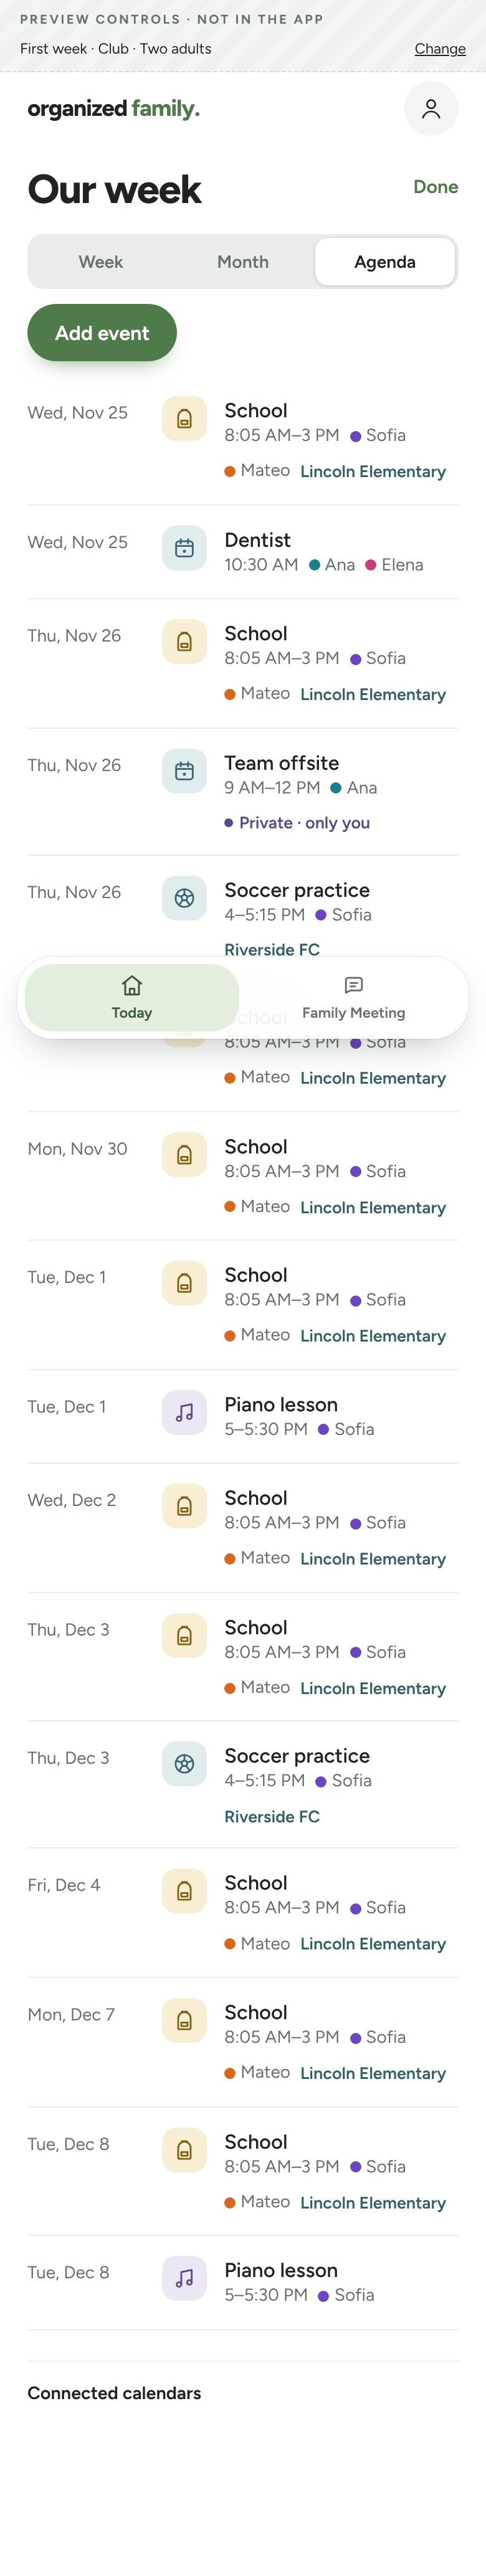 PREVIEW CONTROLS · NOT IN THE APP
First week · Club · Two adults
Change
organized family.
Our week
Done
Week
Month
Agenda
Add event
Wed, Nov 25
School
8:05 AM–3 PM Sofia
Mateo Lincoln Elementary
Wed, Nov 25
Dentist
10:30 AM Ana Elena
Thu, Nov 26
School
8:05 AM–3 PM Sofia
Mateo Lincoln Elementary
Thu, Nov 26
Team offsite
9 AM–12 PM Ana
Private · only you
Thu, Nov 26
Soccer practice
4–5:15 PM Sofia
Riverside FC
Today
Family Meeting
School
8:05 AM–3 PM Sofia
Mateo Lincoln Elementary
Mon, Nov 30
School
8:05 AM–3 PM Sofia
Mateo Lincoln Elementary
Tue, Dec 1
School
8:05 AM–3 PM Sofia
Mateo Lincoln Elementary
Tue, Dec 1
Piano lesson
5–5:30 PM Sofia
Wed, Dec 2
School
8:05 AM–3 PM Sofia
Mateo Lincoln Elementary
Thu, Dec 3
School
8:05 AM–3 PM Sofia
Mateo Lincoln Elementary
Thu, Dec 3
Soccer practice
4–5:15 PM Sofia
Riverside FC
Fri, Dec 4
School
8:05 AM–3 PM Sofia
Mateo Lincoln Elementary
Mon, Dec 7
School
8:05 AM–3 PM Sofia
Mateo Lincoln Elementary
Tue, Dec 8
School
8:05 AM–3 PM Sofia
Mateo Lincoln Elementary
Tue, Dec 8
Piano lesson
5–5:30 PM Sofia
Connected calendars